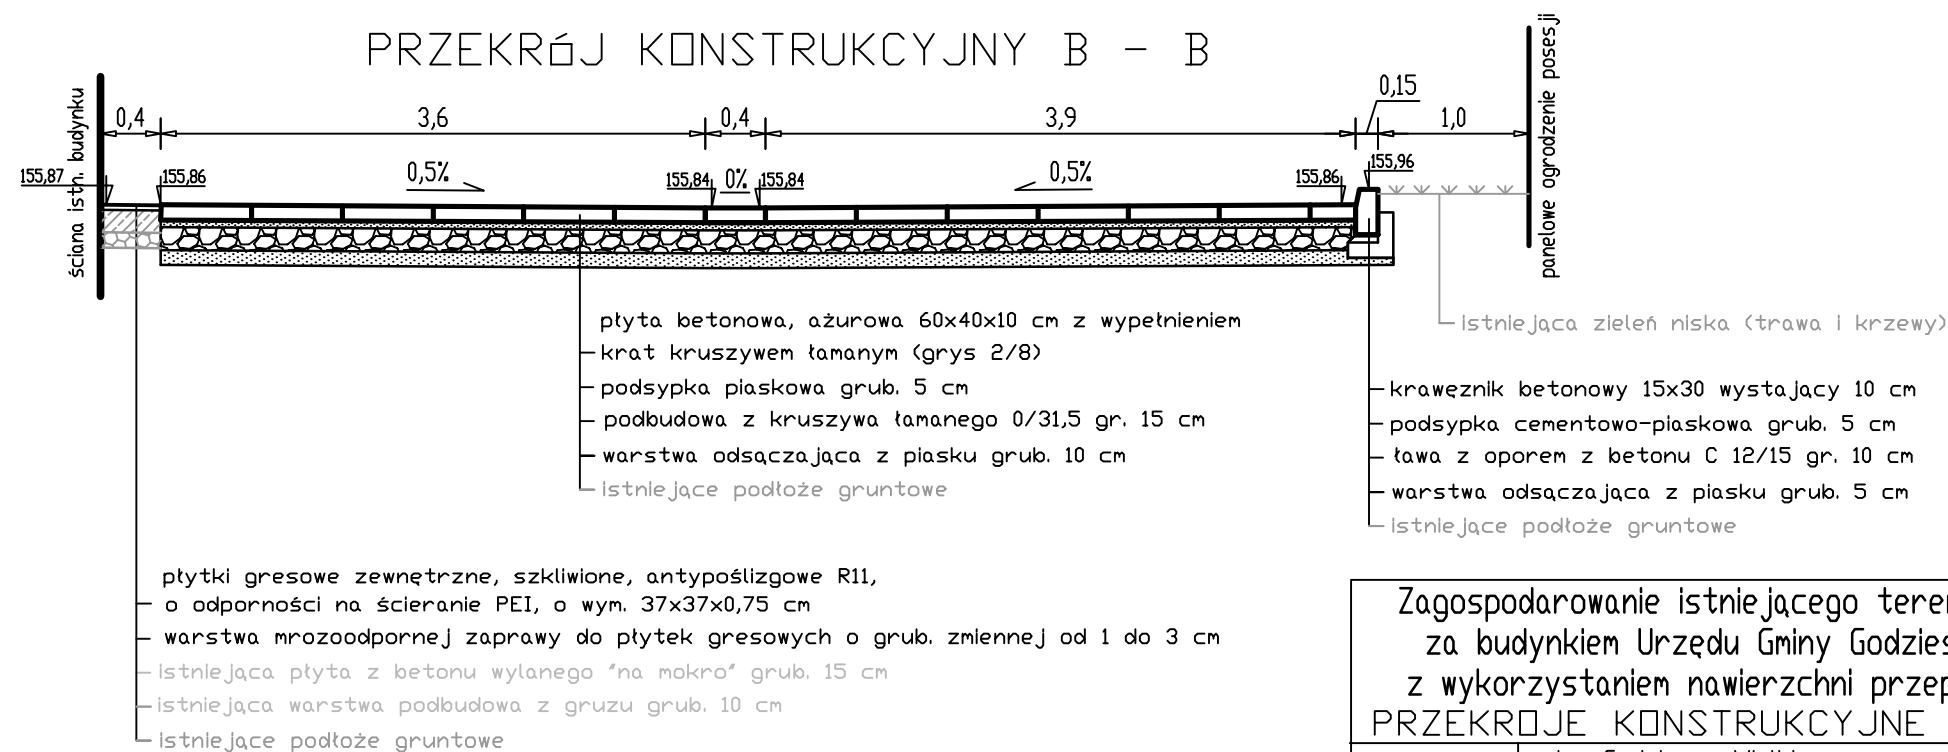 PRZEKRóJ KONSTRUKCYJNY B - B
ściana istn. budynku
0,4
3,6
0,4
3,9
0,15
1,0
panelowe ogrodzenie posesji
155,87
155,86
0,5%
155,84
0%
155,84
0,5%
155,86
155,96
płyta betonowa, ażurowa 60x40x10 cm z wypełnieniem
krat kruszywem łamanym (grys 2/8)
podsypka piaskowa grub. 5 cm
podbudowa z kruszywa łamanego 0/31,5 gr. 15 cm
warstwa odsączająca z piasku grub. 10 cm
istniejące podłoże gruntowe
istniejąca zieleń niska (trawa i krzewy)
krawęznik betonowy 15x30 wystający 10 cm
podsypka cementowo-piaskowa grub. 5 cm
ława z oporem z betonu C 12/15 gr. 10 cm
warstwa odsączająca z piasku grub. 5 cm
istniejące podłoże gruntowe
płytki gresowe zewnętrzne, szkliwione, antypoślizgowe R11,
o odporności na ścieranie PEI, o wym. 37x37x0,75 cm
warstwa mrozoodpornej zaprawy do płytek gresowych o grub. zmiennej od 1 do 3 cm
istniejąca płyta z betonu wylanego "na mokro" grub. 15 cm
istniejąca warstwa podbudowa z gruzu grub. 10 cm
istniejące podłoże gruntowe
Zagospodarowanie istniejącego tere
za budynkiem Urzędu Gminy Godzies
z wykorzystaniem nawierzchni przep
PRZEKROJE KONSTRUKCYJNE